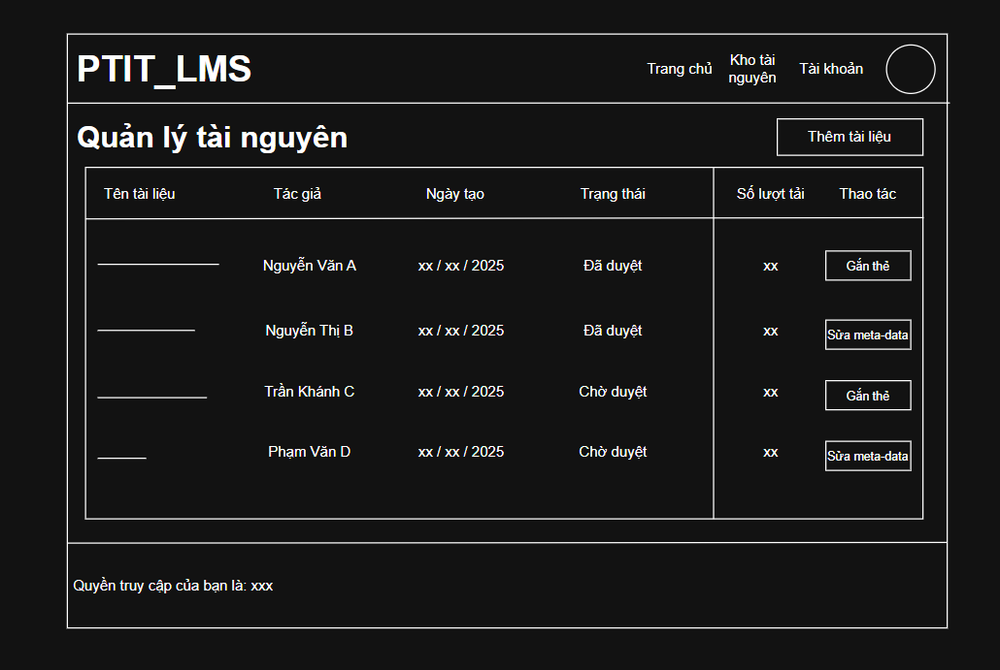 PTIT_LMS
Trang chủ
Kho tài
nguyên
Tài khoản
Quản lý tài nguyên
Thêm tài liệu
Tên tài liệu Tác giả Ngày tạo Trạng thái Số lượt tải Thao tác
Nguyễn Văn A xx / xx / 2025 Đã duyệt xx Gắn thẻ
Nguyễn Thị B xx / xx / 2025 Đã duyệt xx Sửa meta-data
Trần Khánh C xx / xx / 2025 Chờ duyệt xx Gắn thẻ
Phạm Văn D xx / xx / 2025 Chờ duyệt xx Sửa meta-data
Quyền truy cập của bạn là: xxx